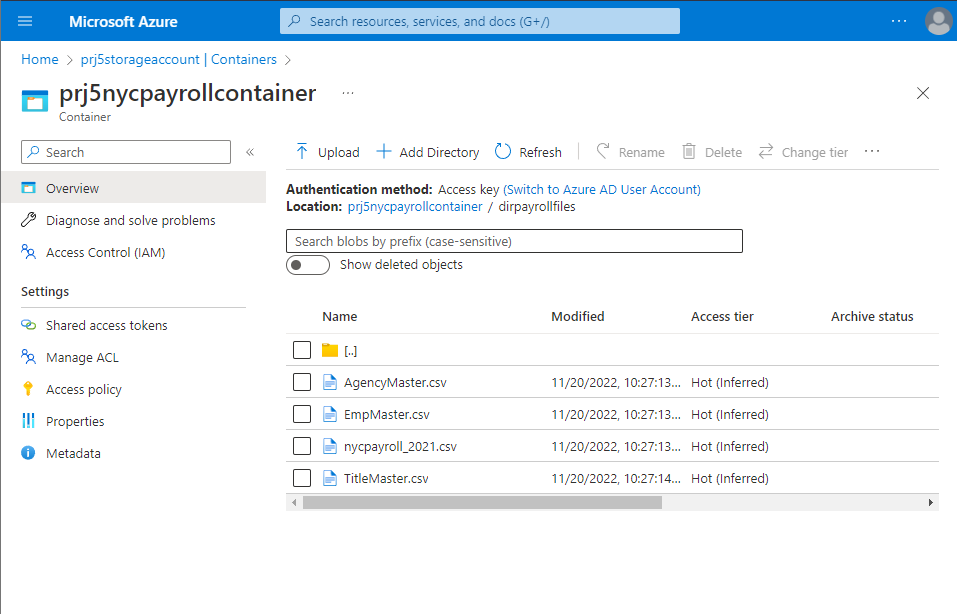 Microsoft Azure
Search resources, services, and docs (G+/)
...
Home > prj5storageaccount | Containers >
prj5nycpayrollcontainer ...
Container
Search «
Upload Add Directory Refresh Rename Delete Change tier ...
Overview
Diagnose and solve problems
Access Control (IAM)
Settings
Shared access tokens
Manage ACL
Access policy
Properties
Metadata
Authentication method: Access key (Switch to Azure AD User Account)
Location: prj5nycpayrollcontainer / dirpayrollfiles
Search blobs by prefix (case-sensitive)
Show deleted objects
Name Modified Access tier Archive status
[..]
AgencyMaster.csv 11/20/2022, 10:27:13... Hot (Inferred)
EmpMaster.csv 11/20/2022, 10:27:13... Hot (Inferred)
nycpayroll_2021.csv 11/20/2022, 10:27:13... Hot (Inferred)
TitleMaster.csv 11/20/2022, 10:27:14... Hot (Inferred)